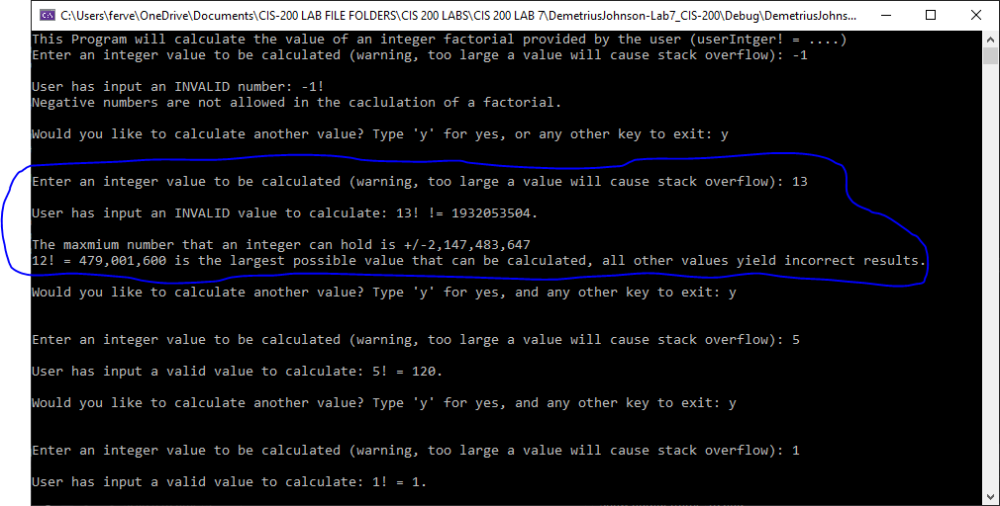 C:\Users\ferve\OneDrive\Documents\CIS-200 LAB FILE FOLDERS\CIS 200 LABS\CIS 200 LAB 7\DemetriusJohnson-Lab7_CIS-200\Debug\DemetriusJohns...
This Program will calculate the value of an integer factorial provided by the user (userIntger! = ....)
Enter an integer value to be calculated (warning, too large a value will cause stack overflow): -1
User has input an INVALID number: -1!
Negative numbers are not allowed in the caclulation of a factorial.
Would you like to calculate another value? Type 'y' for yes, or any other key to exit: y
Enter an integer value to be calculated (warning, too large a value will cause stack overflow): 13
User has input an INVALID value to calculate: 13! != 1932053504.
The maxmium number that an integer can hold is +/-2,147,483,647
12! = 479,001,600 is the largest possible value that can be calculated, all other values yield incorrect results.
Would you like to calculate another value? Type 'y' for yes, and any other key to exit: y
Enter an integer value to be calculated (warning, too large a value will cause stack overflow): 5
User has input a valid value to calculate: 5! = 120.
Would you like to calculate another value? Type 'y' for yes, and any other key to exit: y
Enter an integer value to be calculated (warning, too large a value will cause stack overflow): 1
User has input a valid value to calculate: 1! = 1.